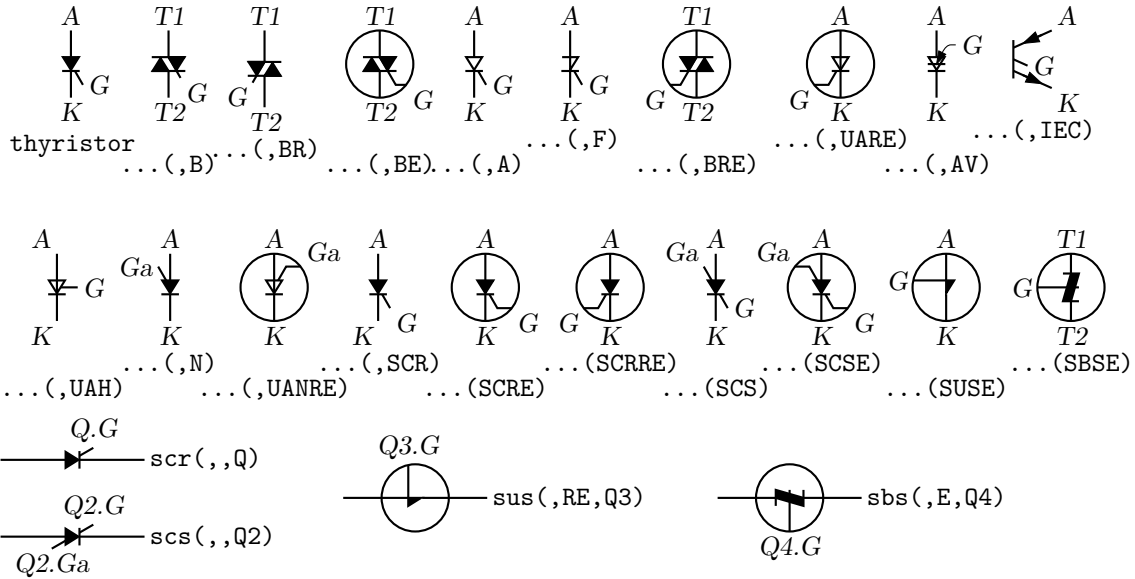 A T1 T1 T1 A A T1 A A A
G G G G G G G G G G
K T2 T2 T2 K K T2 K K K
thyristor ...(,B) ...(,BR) ...(,BE) ...(,A) ...(,F) ...(,BRE) ...(,UARE) ...(,AV) ...(,IEC)
A A A A A A A A A T1
G Ga Ga G G G Ga G Ga G G G
K K K K K K K K K T2
...(,UAH) ...(,N) ...(,UANRE) ...(,SCR) ...(SCRE) ...(SCRRE) ...(SCS) ...(SCSE) ...(SUSE) ...(SBSE)
Q.G
scr(,,Q)
Q3.G
sus(,RE,Q3)
sbs(,E,Q4)
Q4.G
Q2.G
scs(,,Q2)
Q2.Ga